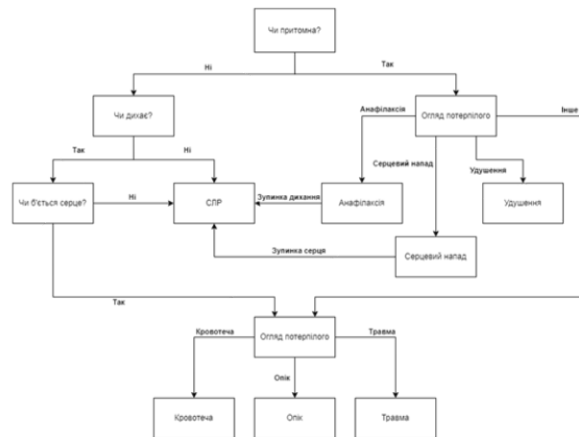 Чи притомна?
Ні
Так
Чи дихає?
Анафілаксія
Огляд потерпілого
Інше
Так
Ні
Серцевий напад
Удушення
Чи б'ється серце?
Ні
СЛР
Зупинка дихання
Анафілаксія
Удушення
Зупинка серця
Серцевий напад
Так
Огляд потерпілого
Кровотеча
Травма
Опік
Кровотеча
Опік
Травма